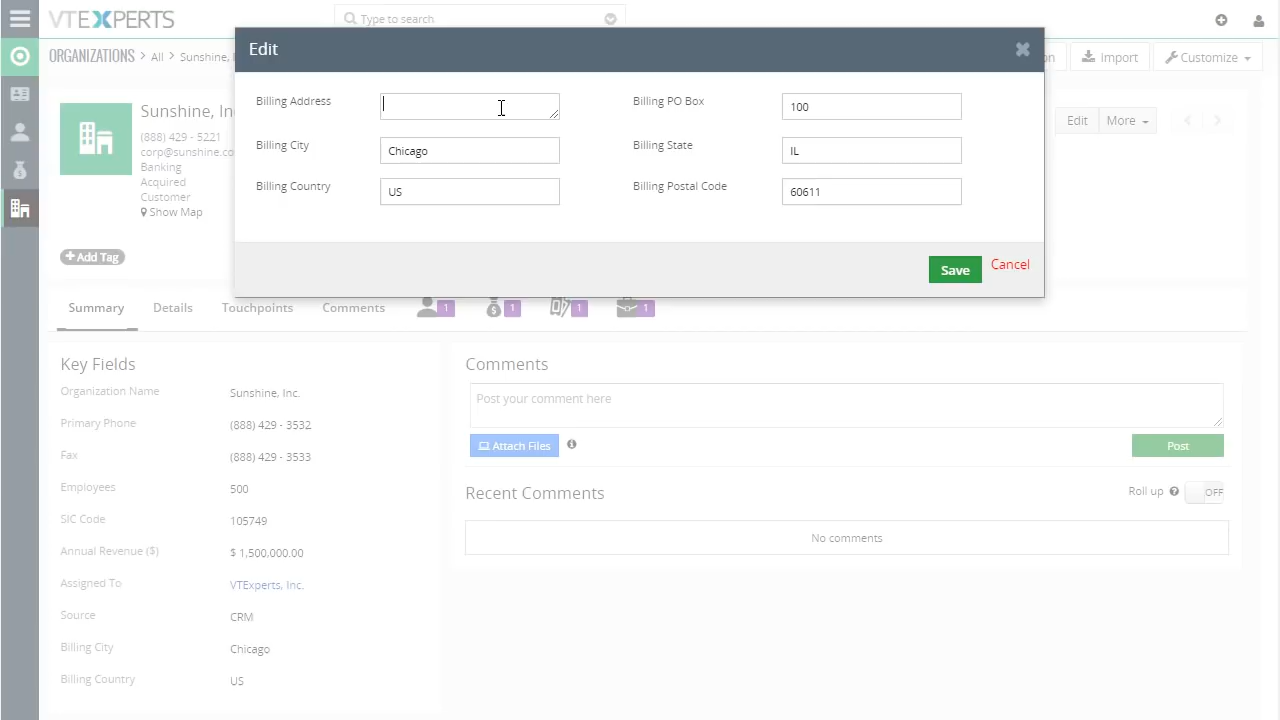 VTEXPERTS
Type to search
ORGANIZATIONS > All > Sunshine, I
on
Import
Customize
Edit
Billing Address
Billing PO Box
100
Billing City
Chicago
Billing State
IL
Billing Country
US
Billing Postal Code
60611
Save
Cancel
Sunshine, In
(888) 429 - 5221
corp@sunshine.co
Banking
Acquired
Customer
Show Map
Edit
More
Add Tag
Summary
Details
Touchpoints
Comments
1
1
1
1
Key Fields
Organization Name
Sunshine, Inc.
Primary Phone
(888) 429 - 3532
Fax
(888) 429 - 3533
Employees
500
SIC Code
105749
Annual Revenue ($)
$ 1,500,000.00
Assigned To
VTExperts, Inc.
Source
CRM
Billing City
Chicago
Billing Country
US
Comments
Post your comment here
Attach Files
Post
Recent Comments
Roll up
OFF
No comments